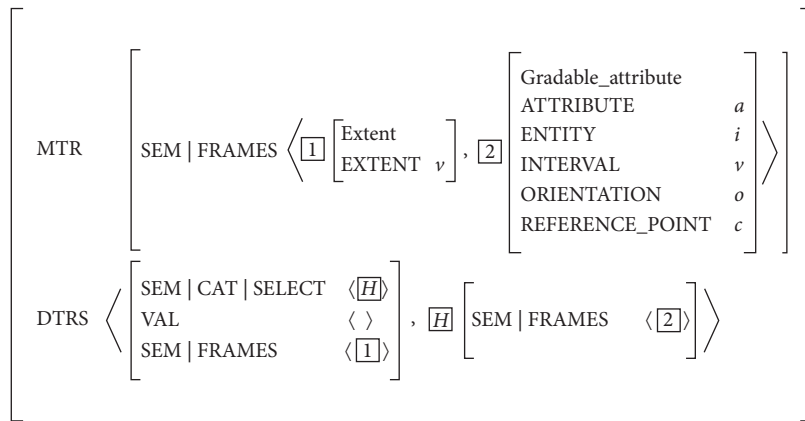 Gradable_attribute
Extent ATTRIBUTE a
MTR SEM | FRAMES ⟨ 1 [ EXTENT v ] , 2 ENTITY i
INTERVAL v ⟩
ORIENTATION o
REFERENCE_POINT c
SEM | CAT | SELECT ⟨H⟩
DTRS ⟨ VAL ⟨ ⟩ , H [ SEM | FRAMES ⟨ 2 ⟩ ] ⟩
SEM | FRAMES ⟨ 1 ⟩